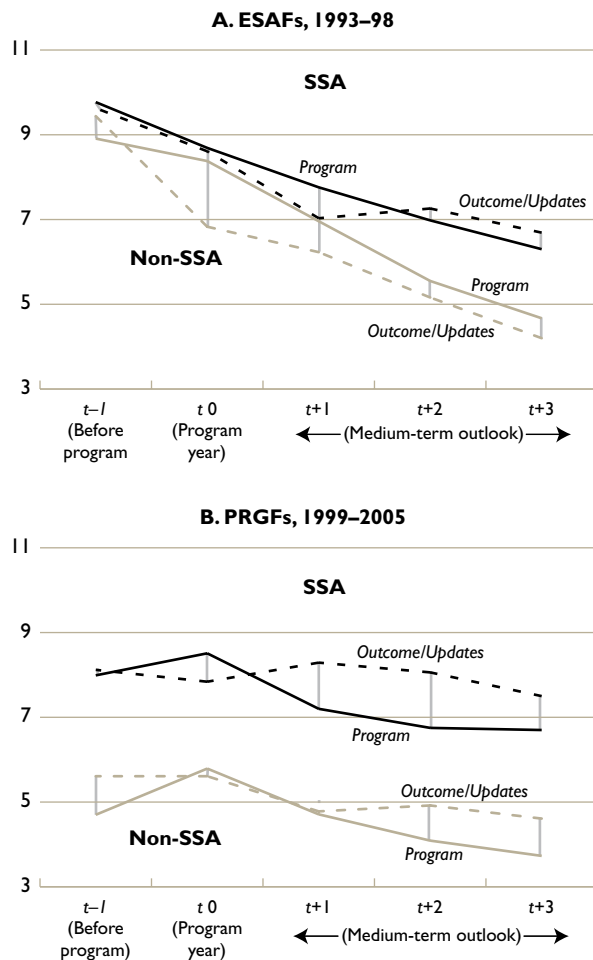 A. ESAFs, 1993–98
11
SSA
9
Program
7
Outcome/Updates
Non-SSA
Program
5
Outcome/Updates
3
t–1 t 0 t+1 t+2 t+3
(Before (Program (Medium-term outlook)
program year)
B. PRGFs, 1999–2005
11
SSA
9
Outcome/Updates
7
Program
5
Outcome/Updates
Non-SSA
Program
3
t–1 t 0 t+1 t+2 t+3
(Before (Program (Medium-term outlook)
program) year)